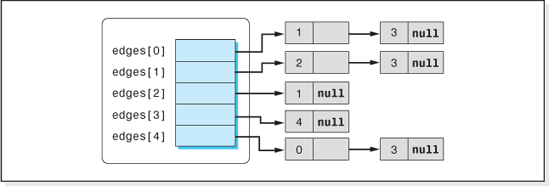 edges[0] 1 3 null
edges[1] 2 3 null
edges[2] 1 null
edges[3] 4 null
edges[4] 0 3 null